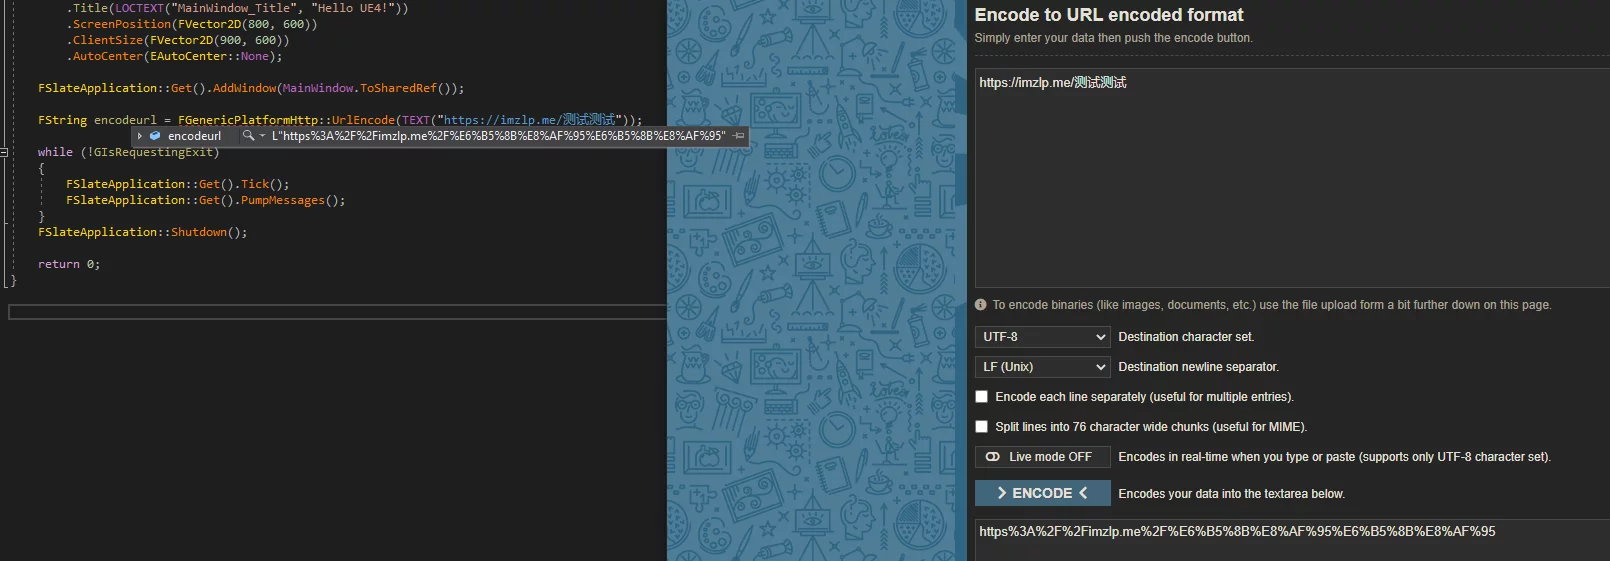 .Title(LOCTEXT("MainWindow_Title", "Hello UE4!"))
.ScreenPosition(FVector2D(800, 600))
.ClientSize(FVector2D(900, 600))
.AutoCenter(EAutoCenter::None);
FSlateApplication::Get().AddWindow(MainWindow.ToSharedRef());
FString encodeurl = FGenericPlatformHttp::UrlEncode(TEXT("https://imzlp.me/测试测试"));
encodeurl L"https%3A%2F%2Fimzlp.me%2F%E6%B5%8B%E8%AF%95%E6%B5%8B%E8%AF%95"
while (!GIsRequestingExit)
{
FSlateApplication::Get().Tick();
FSlateApplication::Get().PumpMessages();
}
FSlateApplication::Shutdown();
return 0;
}
Encode to URL encoded format
Simply enter your data then push the encode button.
https://imzlp.me/测试测试
To encode binaries (like images, documents, etc.) use the file upload form a bit further down on this page.
UTF-8 Destination character set.
LF (Unix) Destination newline separator.
Encode each line separately (useful for multiple entries).
Split lines into 76 character wide chunks (useful for MIME).
Live mode OFF Encodes in real-time when you type or paste (supports only UTF-8 character set).
> ENCODE < Encodes your data into the textarea below.
https%3A%2F%2Fimzlp.me%2F%E6%B5%8B%E8%AF%95%E6%B5%8B%E8%AF%95